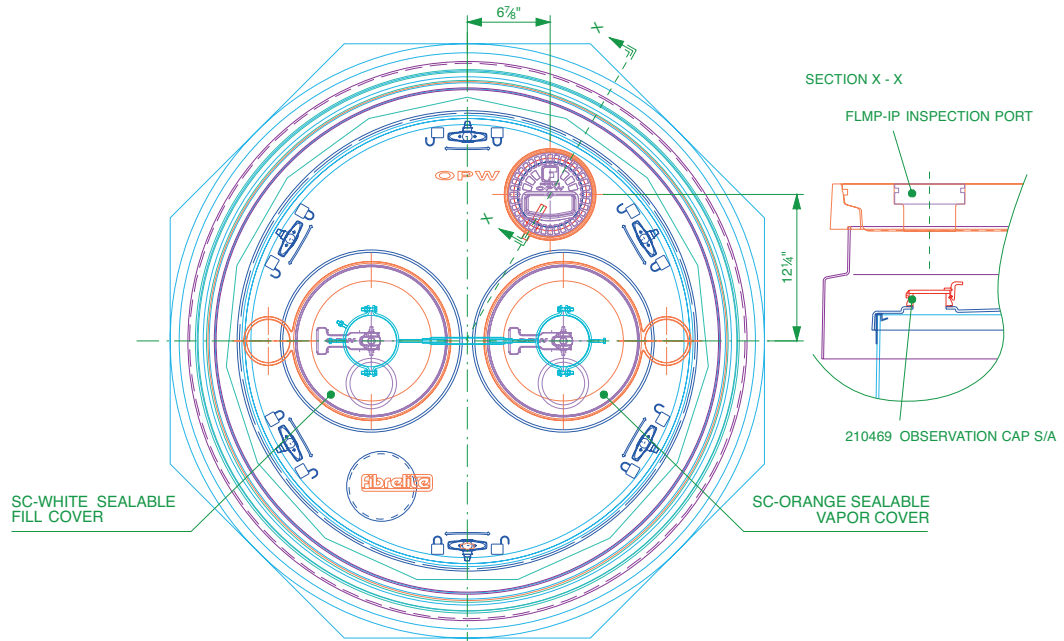 6⅞"
X
SECTION X - X
FLMP-IP INSPECTION PORT
OPW
OPW
X
12¼"
210469 OBSERVATION CAP S/A
fibrelite
SC-WHITE SEALABLE
FILL COVER
SC-ORANGE SEALABLE
VAPOR COVER